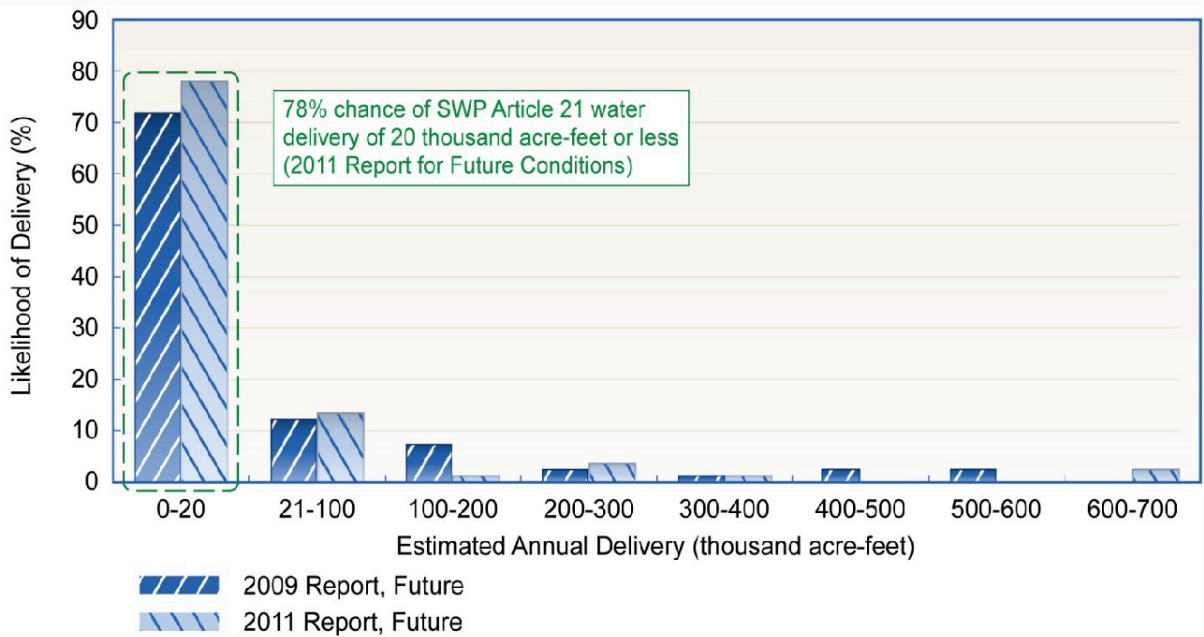 90
80
70
60
50
40
30
20
10
0
Likelihood of Delivery (%)
78% chance of SWP Article 21 water
delivery of 20 thousand acre-feet or less
(2011 Report for Future Conditions)
0-20 21-100 100-200 200-300 300-400 400-500 500-600 600-700
Estimated Annual Delivery (thousand acre-feet)
2009 Report, Future
2011 Report, Future